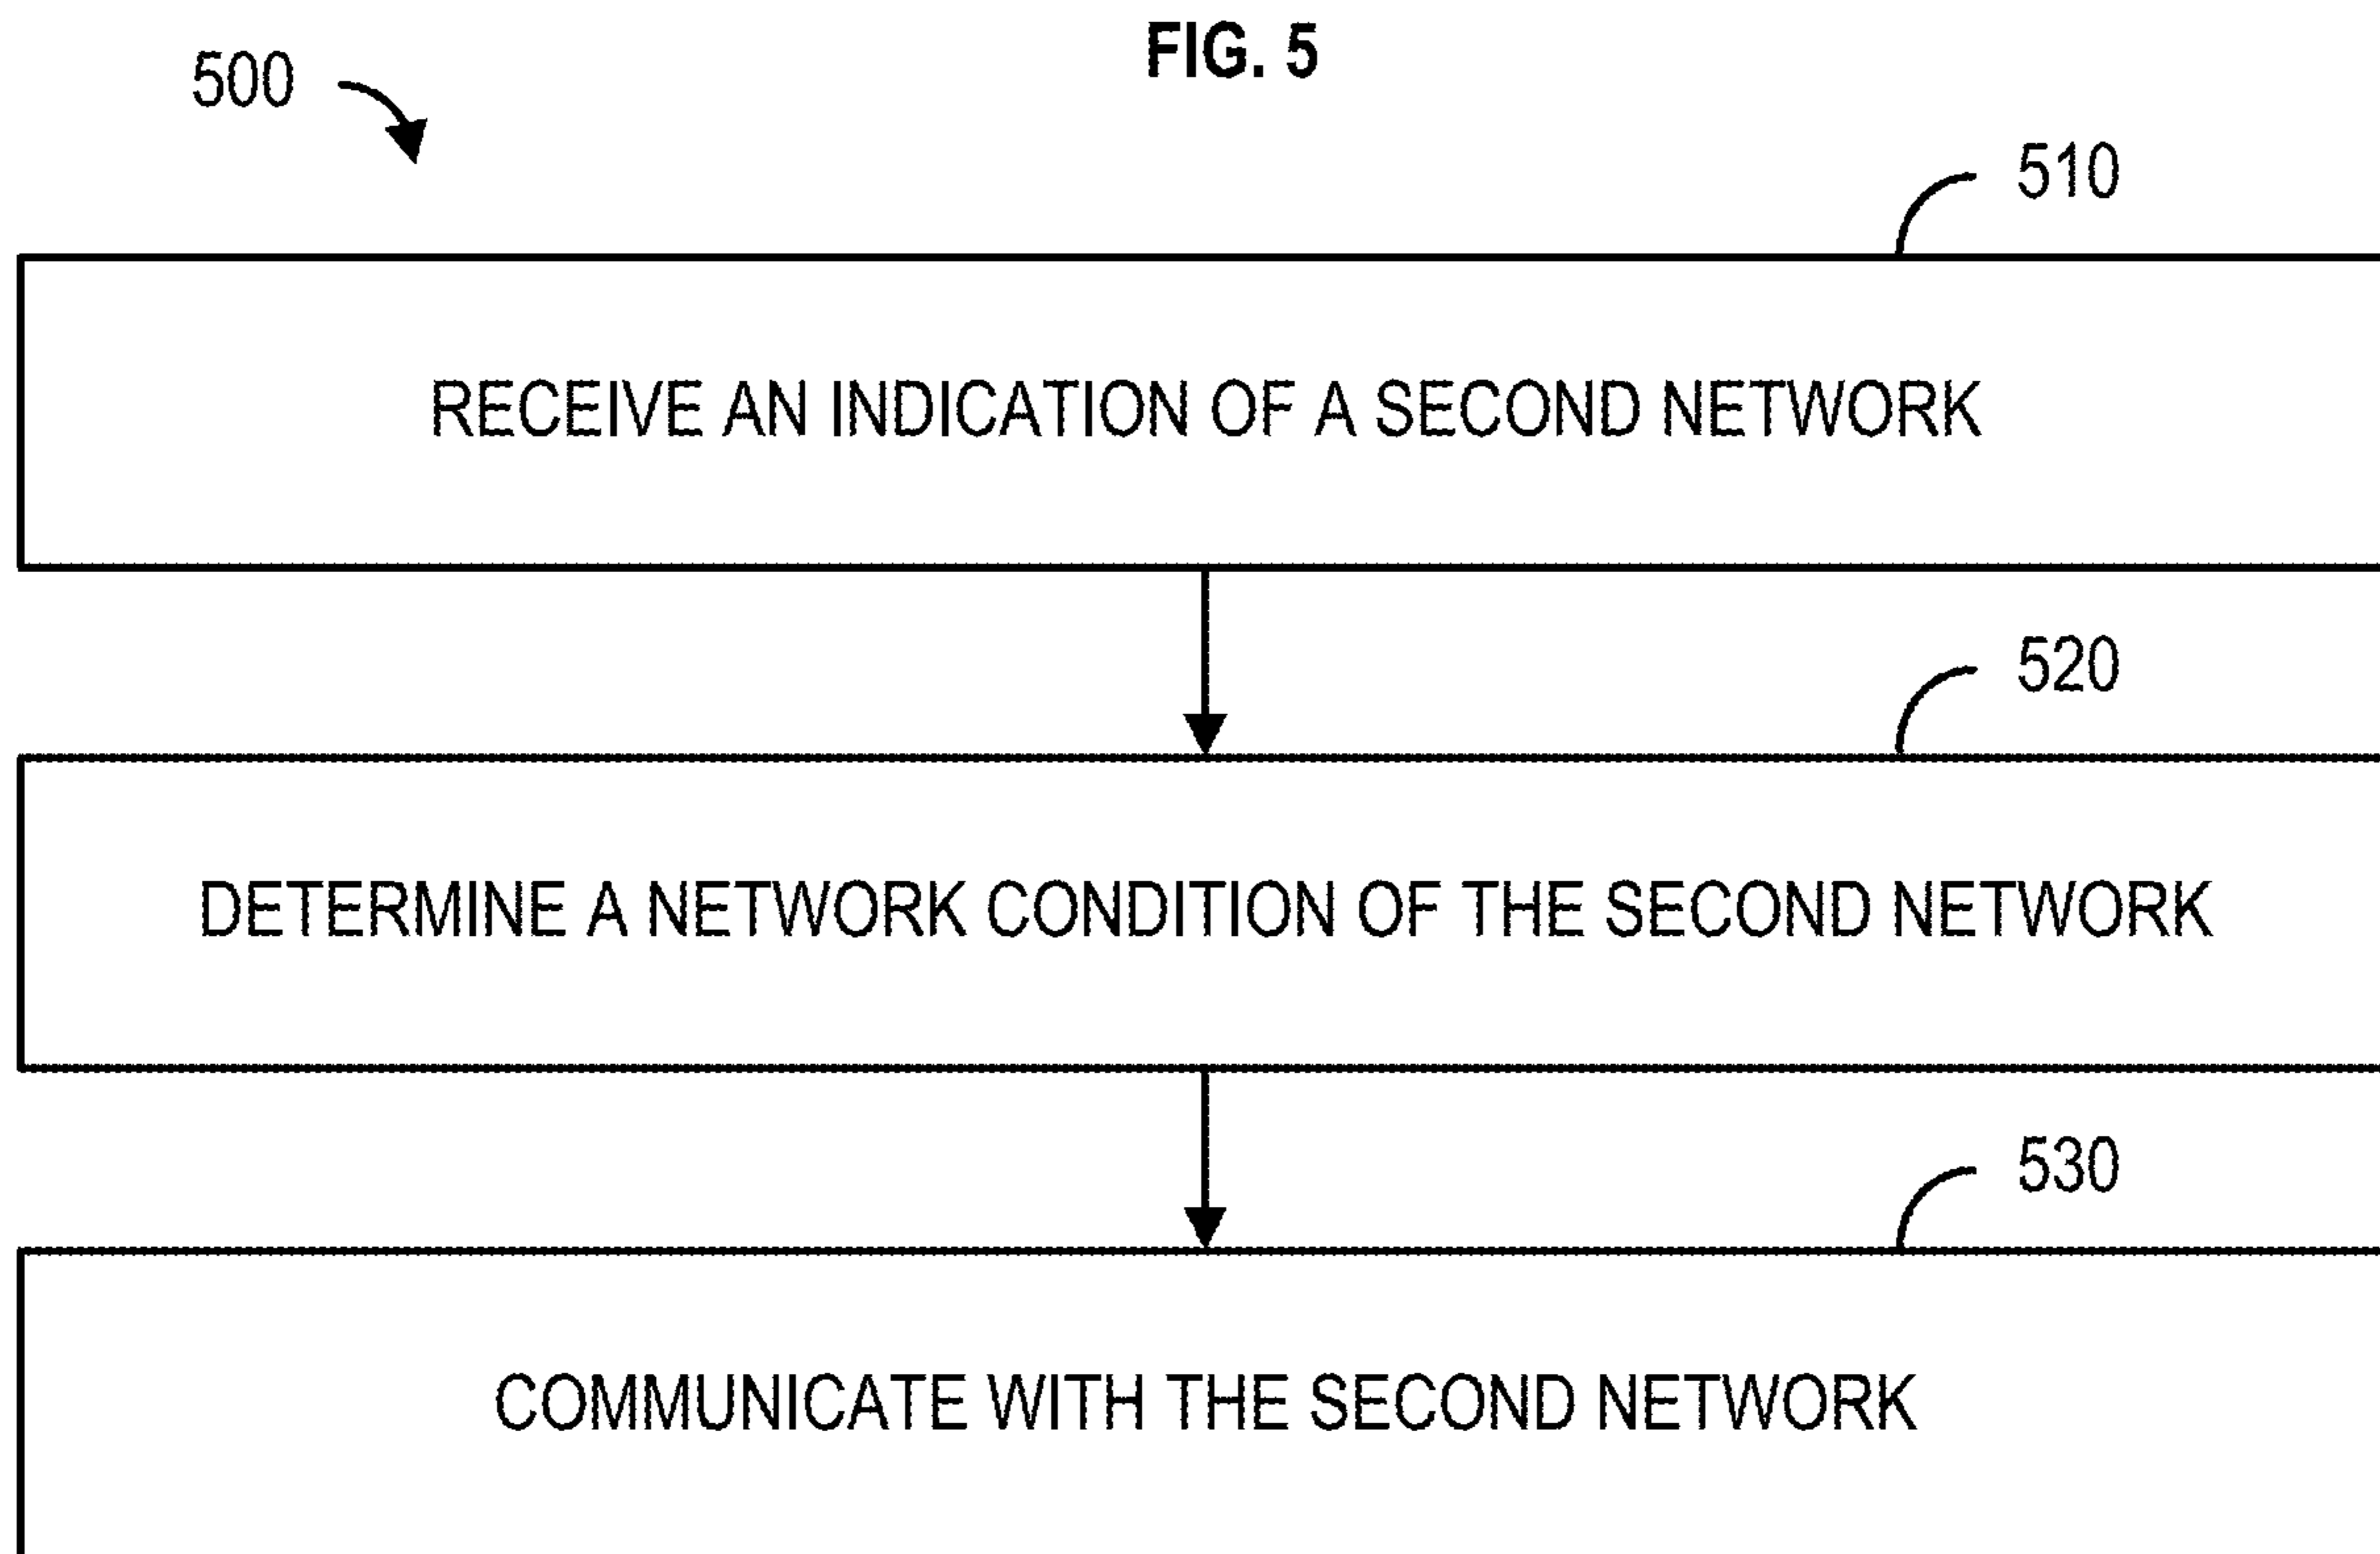 FIG. 5
500
510
RECEIVE AN INDICATION OF A SECOND NETWORK
520
DETERMINE A NETWORK CONDITION OF THE SECOND NETWORK
530
COMMUNICATE WITH THE SECOND NETWORK